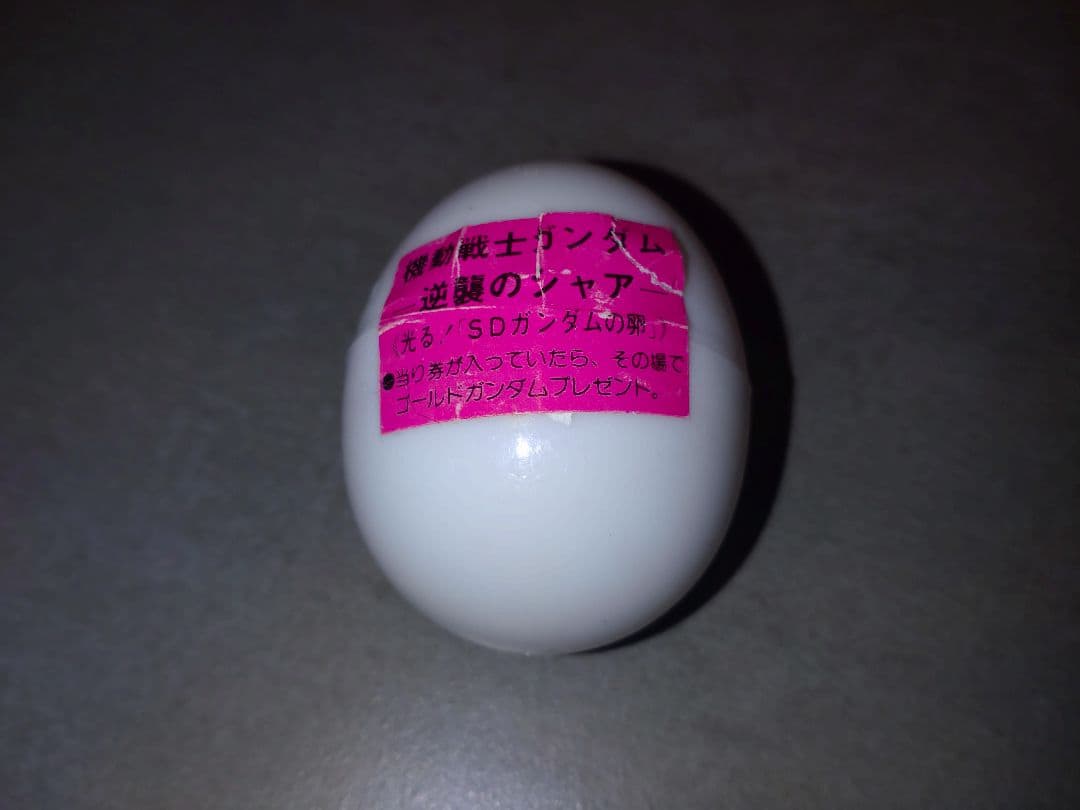 機動戦士ガンダム
—逆襲のシャア—
《光る！「SDガンダムの卵」》
●当り券が入っていたら、その場で
ゴールドガンダムプレゼント。